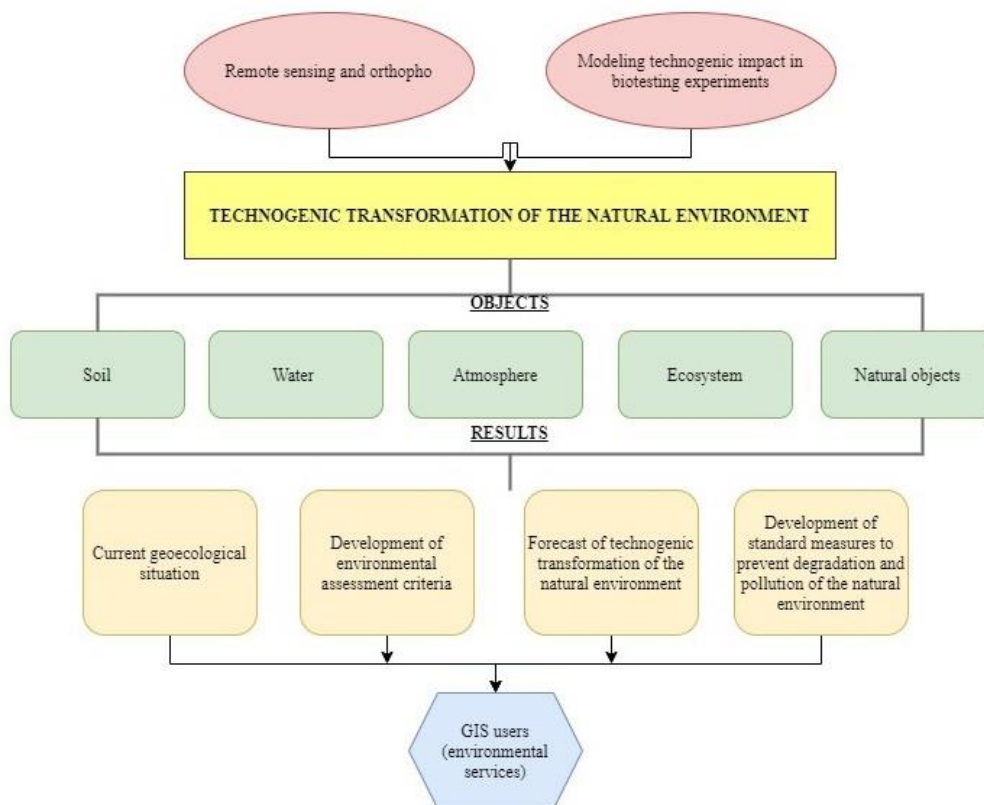 Remote sensing and orthopho
Modeling technogenic impact in
biotesting experiments
TECHNOGENIC TRANSFORMATION OF THE NATURAL ENVIRONMENT
OBJECTS
Soil
Water
Atmosphere
Ecosystem
Natural objects
RESULTS
Current geoecological
situation
Development of
environmental
assessment criteria
Forecast of technogenic
transformation of the
natural environment
Development of
standard measures to
prevent degradation and
pollution of the natural
environment
GIS users
(environmental
services)